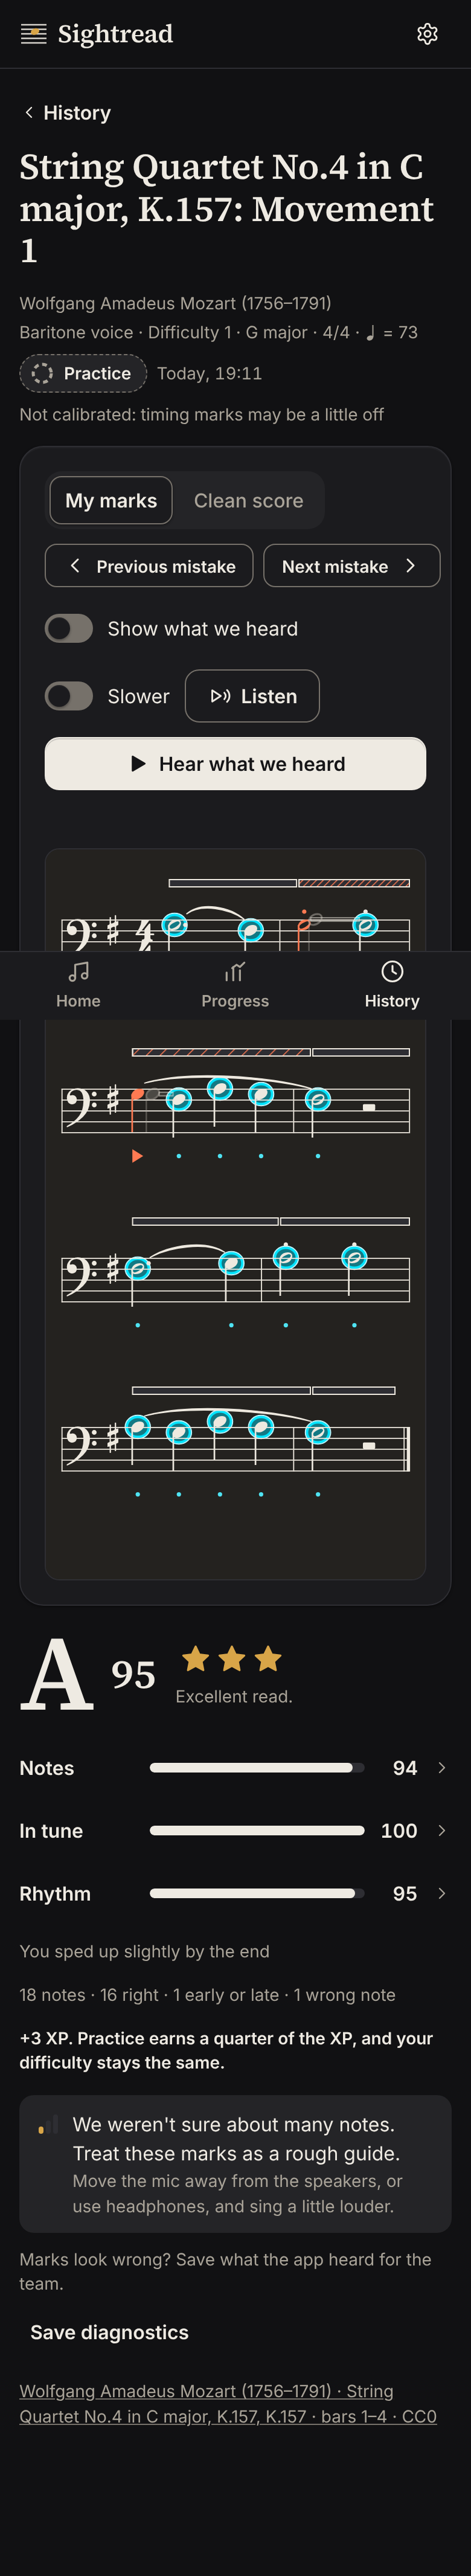 Sightread
History
String Quartet No.4 in C
major, K.157: Movement
1
Wolfgang Amadeus Mozart (1756–1791)
Baritone voice · Difficulty 1 · G major · 4/4 · ♩ = 73
Practice Today, 19:11
Not calibrated: timing marks may be a little off
My marks Clean score
Previous mistake Next mistake
Show what we heard
Slower Listen
Hear what we heard
Home Progress History
A 95
Excellent read.
Notes 94
In tune 100
Rhythm 95
You sped up slightly by the end
18 notes · 16 right · 1 early or late · 1 wrong note
+3 XP. Practice earns a quarter of the XP, and your
difficulty stays the same.
We weren't sure about many notes.
Treat these marks as a rough guide.
Move the mic away from the speakers, or
use headphones, and sing a little louder.
Marks look wrong? Save what the app heard for the
team.
Save diagnostics
Wolfgang Amadeus Mozart (1756–1791) · String
Quartet No.4 in C major, K.157, K.157 · bars 1–4 · CC0